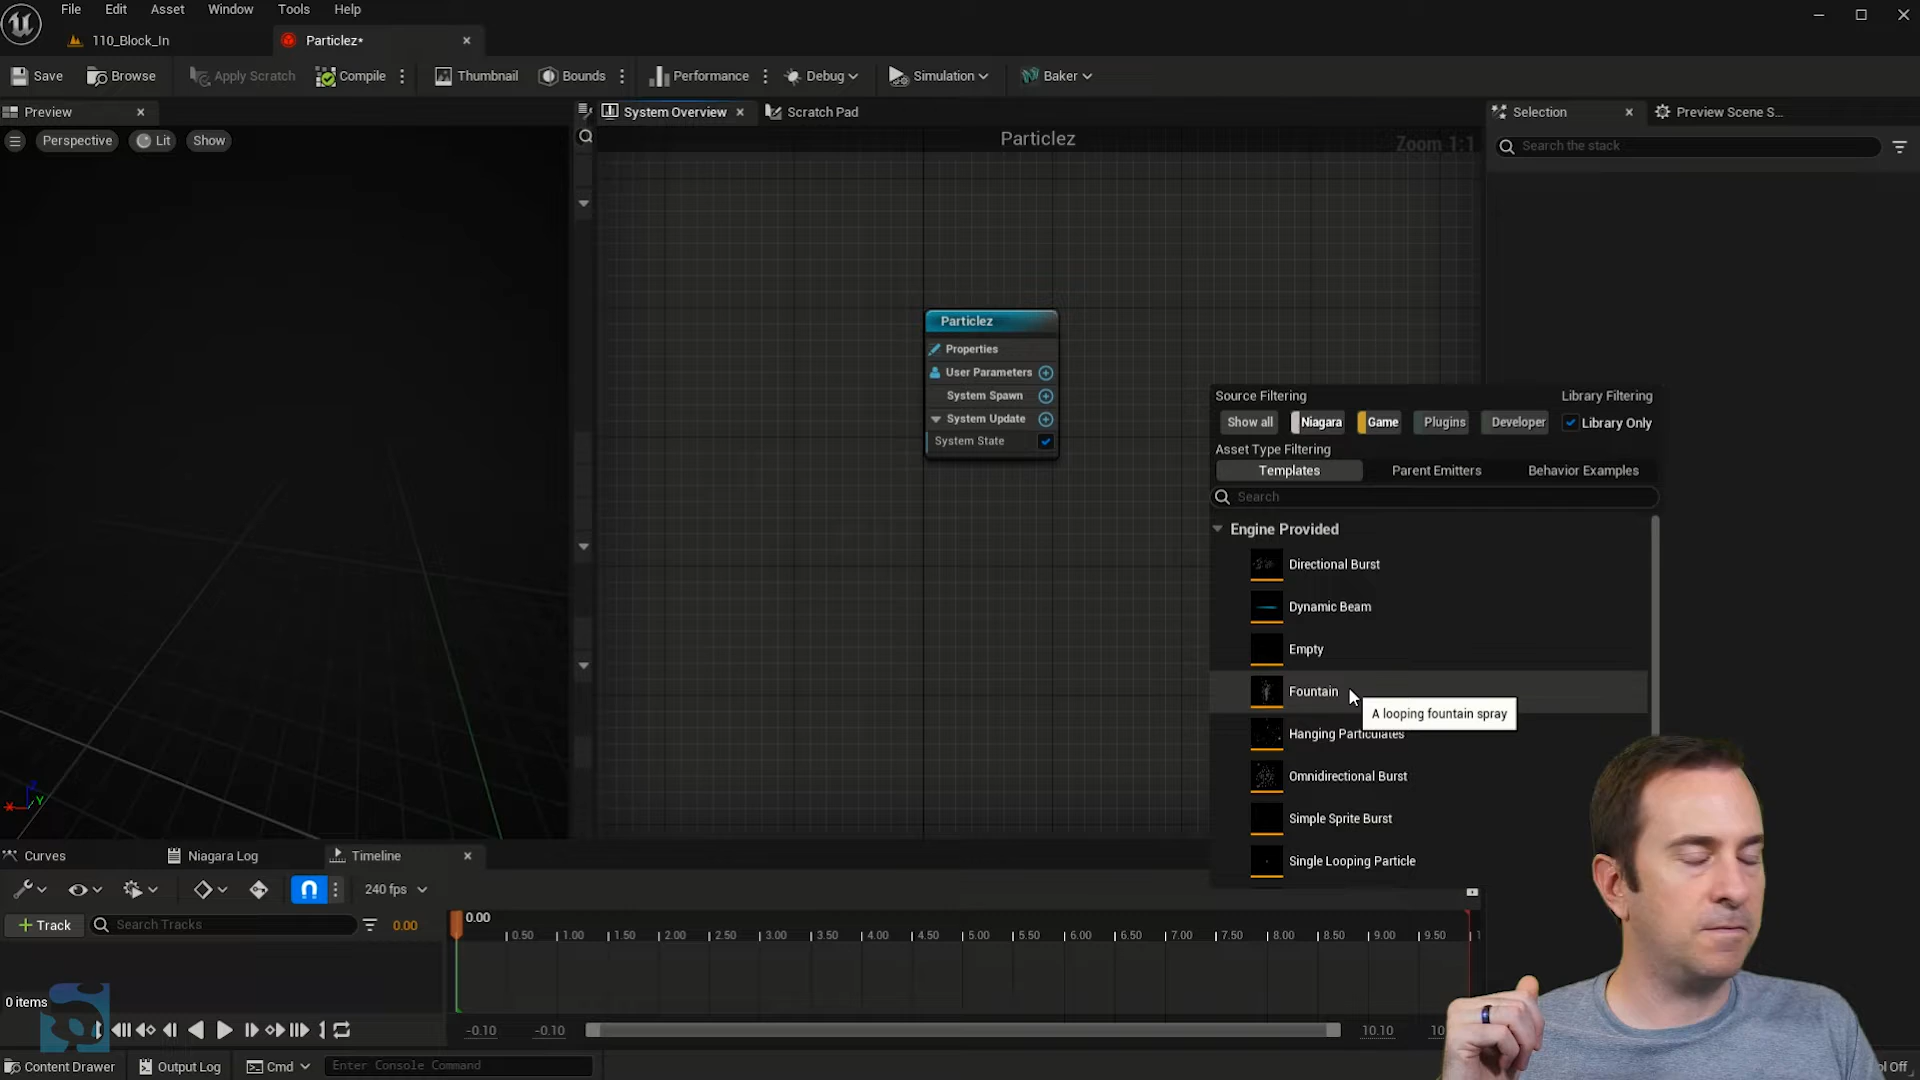 File Edit Asset Window Tools Help
110_Block_In Particlez*
Save Browse Apply Scratch Compile Thumbnail Bounds Performance Debug Simulation Baker
Preview System Overview Scratch Pad Selection Preview Scene S...
Perspective Lit Show
Particlez Zoom 1:1
Search the stack
Particlez
Properties
User Parameters
System Spawn
System Update
System State
Source Filtering Library Filtering
Show all Niagara Game Plugins Developer Library Only
Asset Type Filtering
Templates Parent Emitters Behavior Examples
Search
Engine Provided
Directional Burst
Dynamic Beam
Empty
Fountain
A looping fountain spray
Hanging Particulates
Omnidirectional Burst
Simple Sprite Burst
Single Looping Particle
X Y Z
Curves Niagara Log Timeline
240 fps
Track Search Tracks 0.00
0.00
0.50 1.00 1.50 2.00 2.50 3.00 3.50 4.00 4.50 5.00 5.50 6.00 6.50 7.00 7.50 8.00 8.50 9.00 9.50 1
0 items
-0.10 -0.10 10.10 10
Content Drawer Output Log Cmd Enter Console Command ol Off